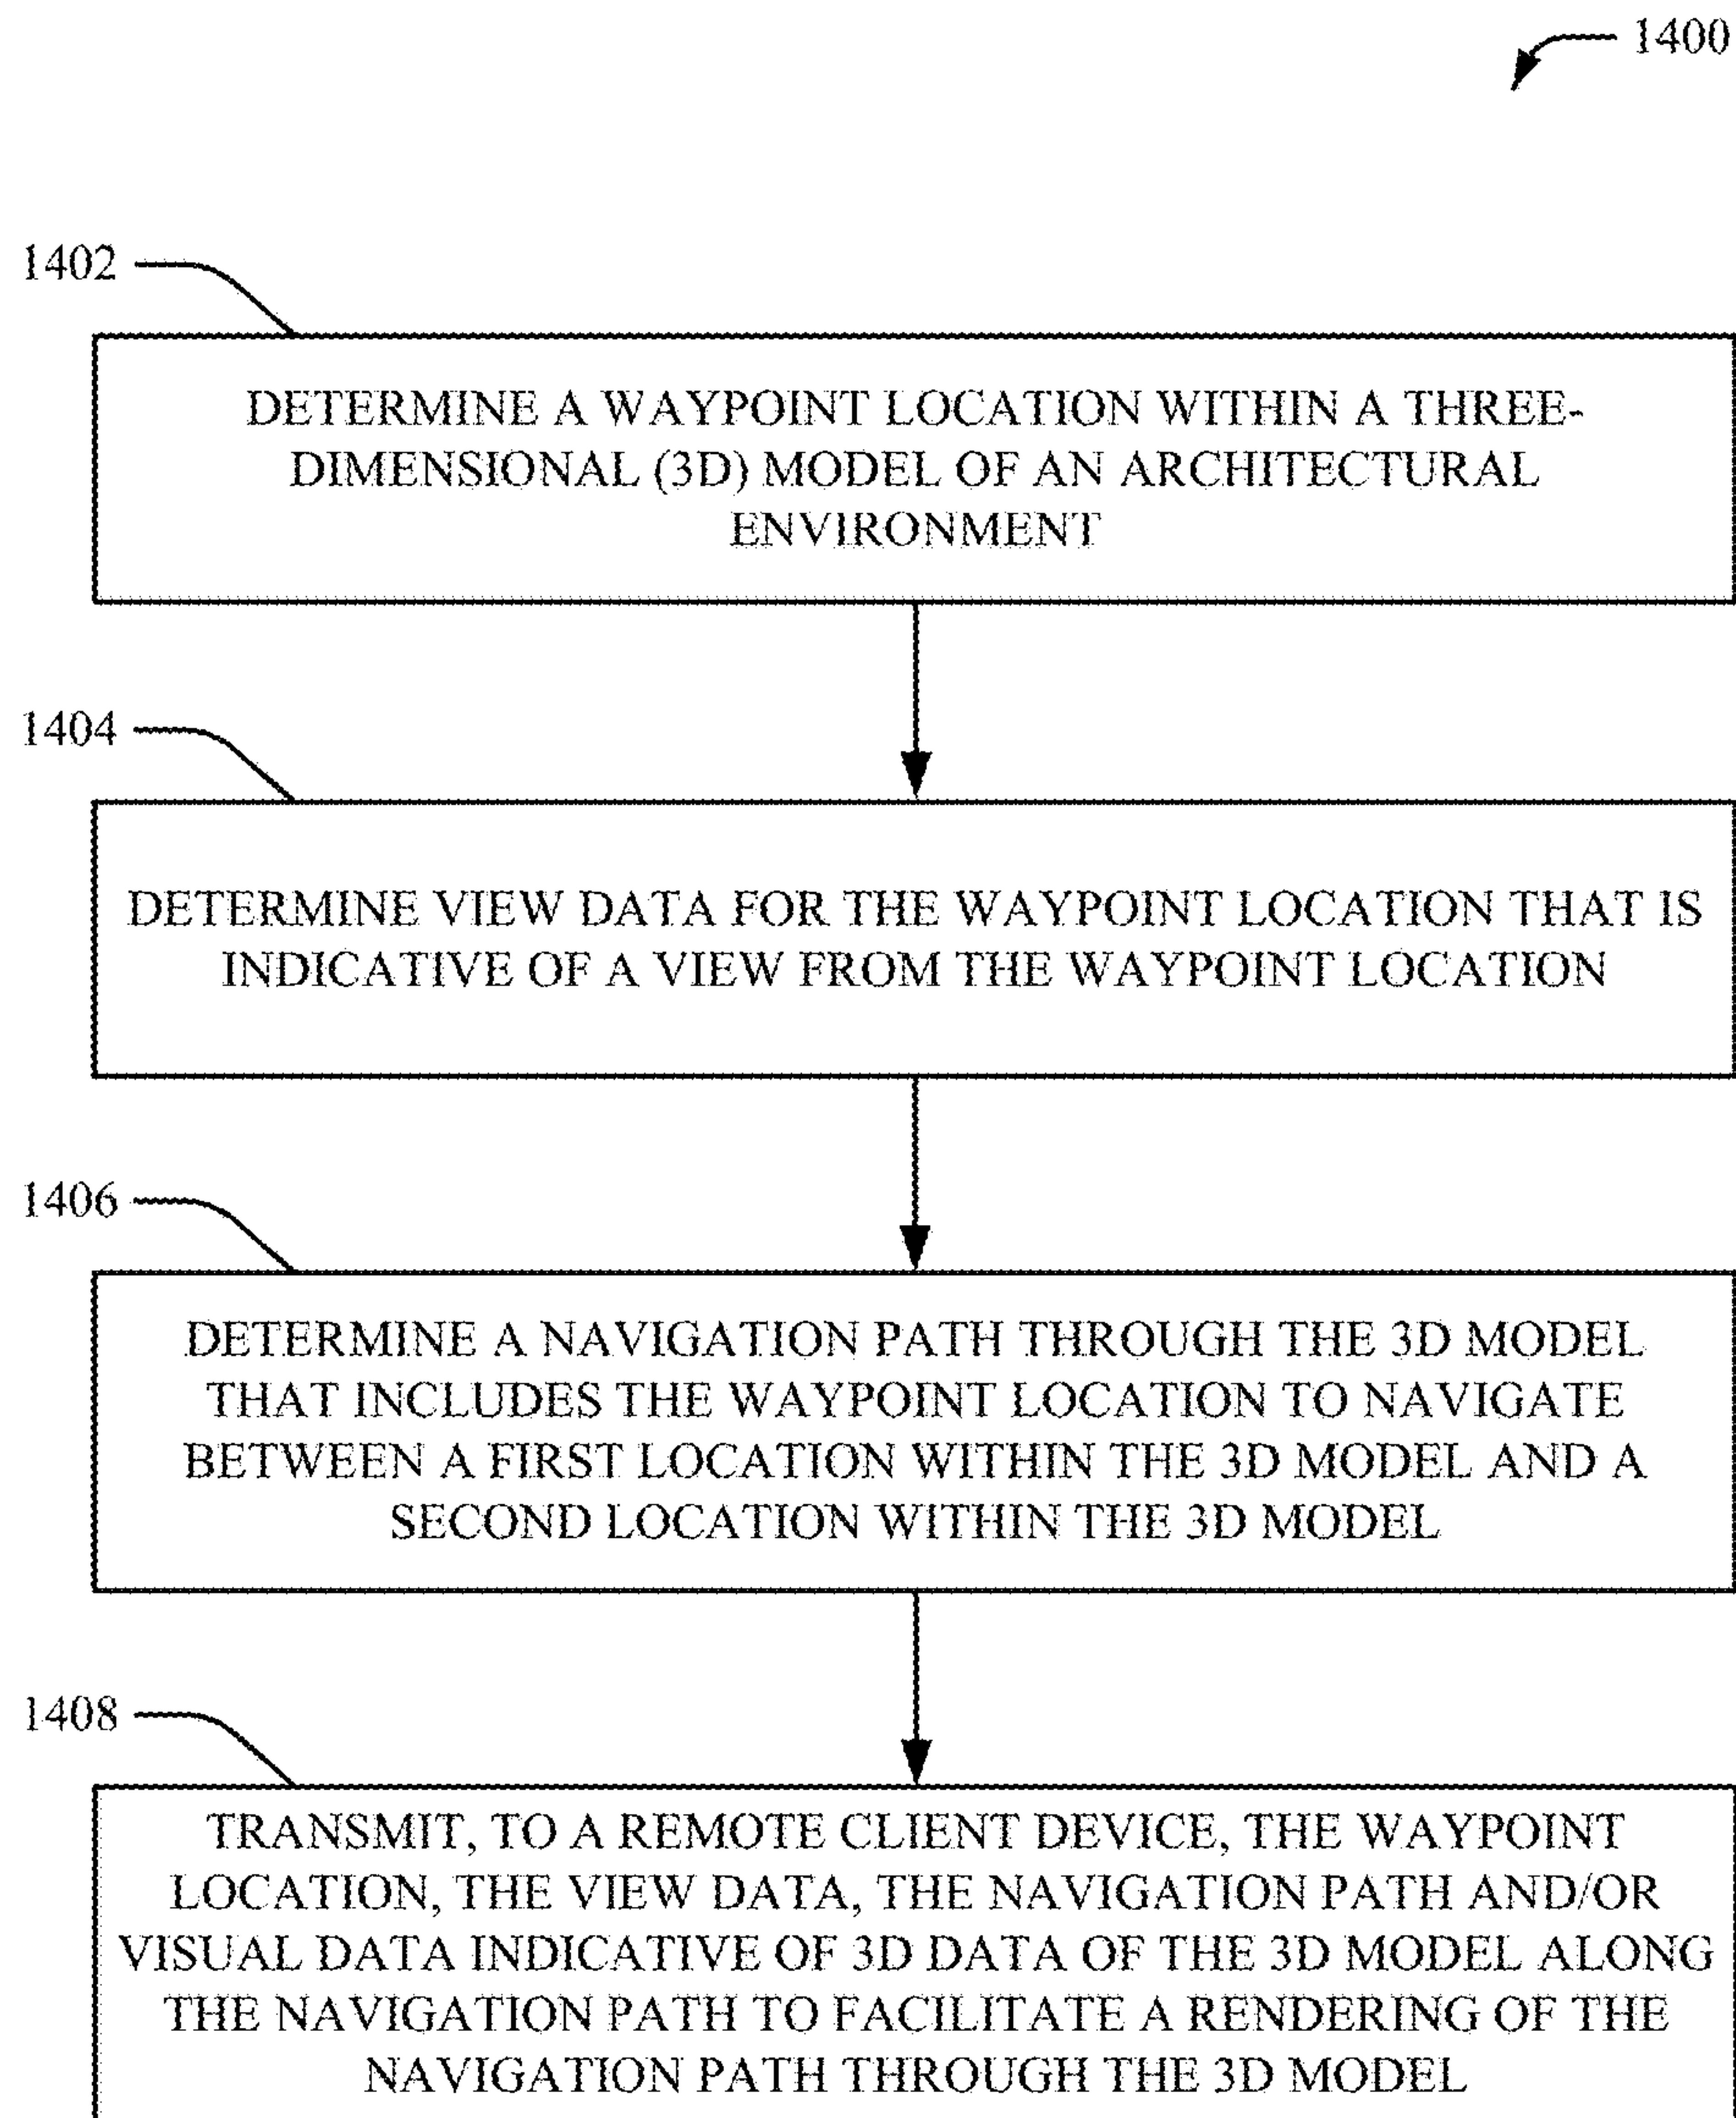 1400
1402
DETERMINE A WAYPOINT LOCATION WITHIN A THREE-
DIMENSIONAL (3D) MODEL OF AN ARCHITECTURAL
ENVIRONMENT
1404
DETERMINE VIEW DATA FOR THE WAYPOINT LOCATION THAT IS
INDICATIVE OF A VIEW FROM THE WAYPOINT LOCATION
1406
DETERMINE A NAVIGATION PATH THROUGH THE 3D MODEL
THAT INCLUDES THE WAYPOINT LOCATION TO NAVIGATE
BETWEEN A FIRST LOCATION WITHIN THE 3D MODEL AND A
SECOND LOCATION WITHIN THE 3D MODEL
1408
TRANSMIT, TO A REMOTE CLIENT DEVICE, THE WAYPOINT
LOCATION, THE VIEW DATA, THE NAVIGATION PATH AND/OR
VISUAL DATA INDICATIVE OF 3D DATA OF THE 3D MODEL ALONG
THE NAVIGATION PATH TO FACILITATE A RENDERING OF THE
NAVIGATION PATH THROUGH THE 3D MODEL